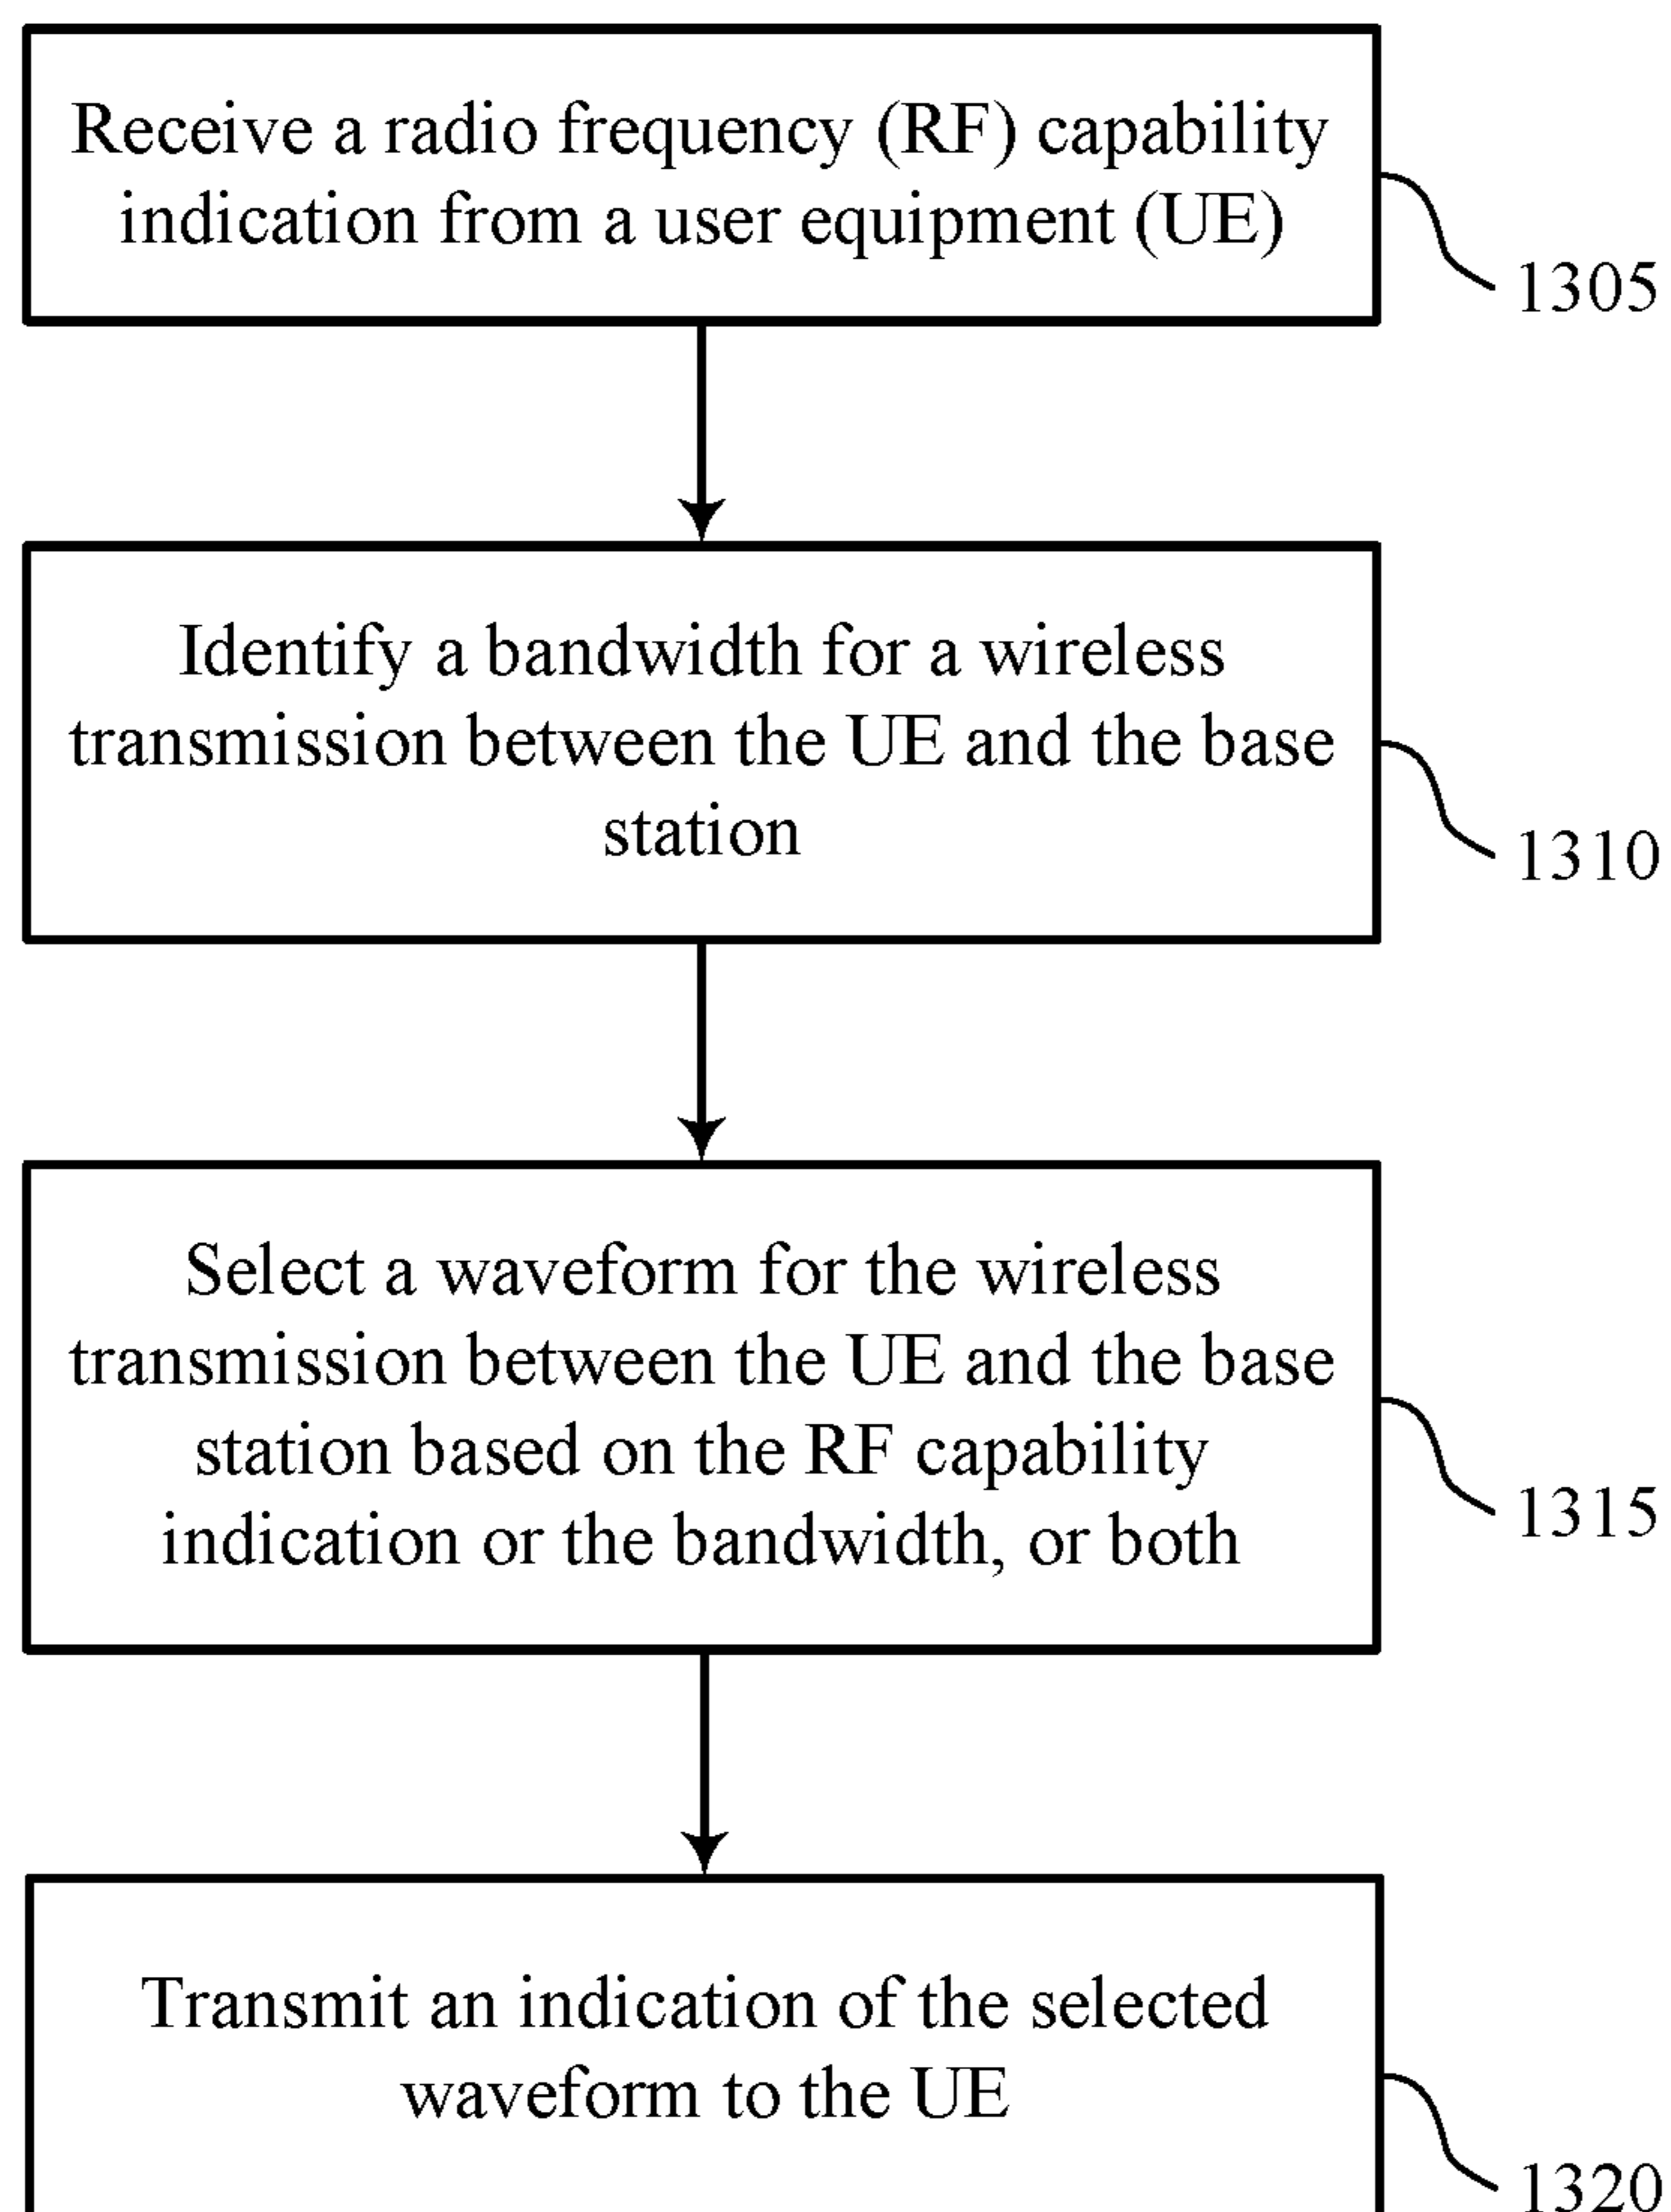 Receive a radio frequency (RF) capability
indication from a user equipment (UE)
1305
Identify a bandwidth for a wireless
transmission between the UE and the base
station
1310
Select a waveform for the wireless
transmission between the UE and the base
station based on the RF capability
indication or the bandwidth, or both
1315
Transmit an indication of the selected
waveform to the UE
1320